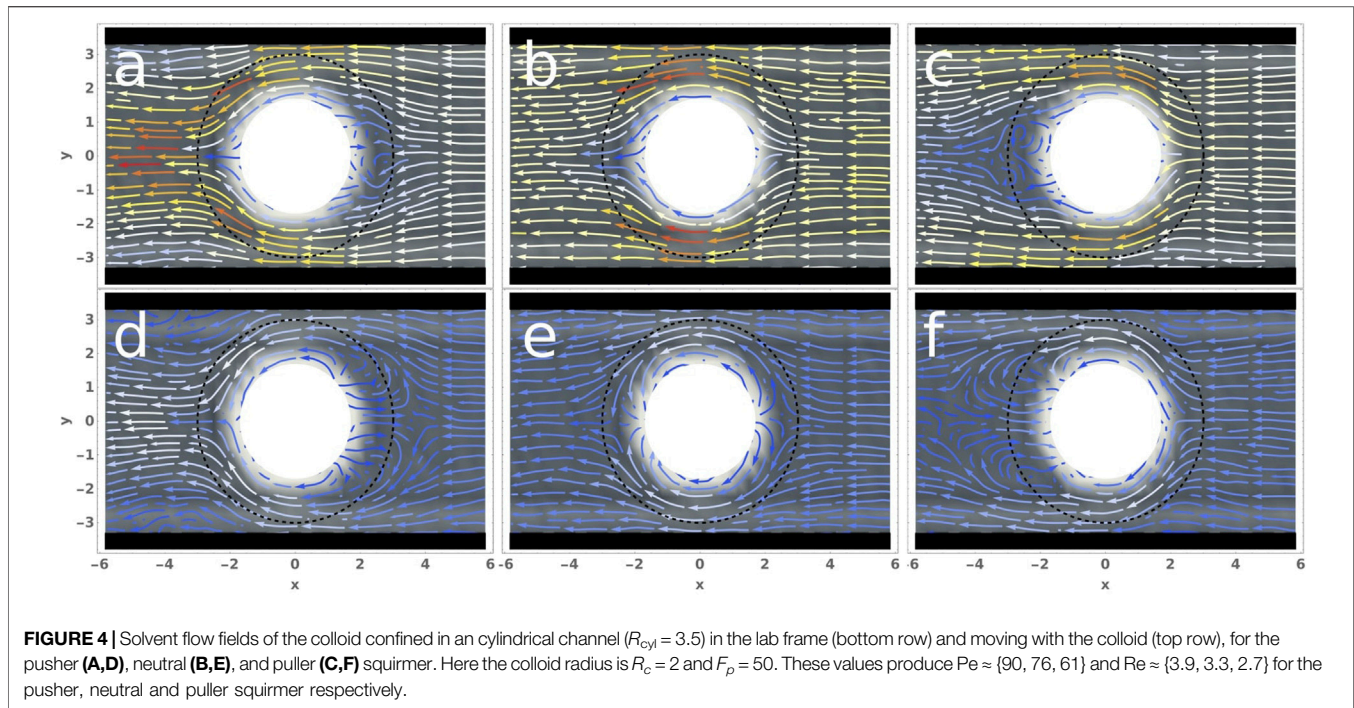 a
b
c
3
2
1
0
−1
−2
−3
y
d
e
f
3
2
1
0
−1
−2
−3
y
−6 −4 −2 0 2 4 6 −6 −4 −2 0 2 4 6 −6 −4 −2 0 2 4 6
x x x
FIGURE 4 | Solvent flow fields of the colloid confined in an cylindrical channel (Rcyl = 3.5) in the lab frame (bottom row) and moving with the colloid (top row), for the
pusher (A,D), neutral (B,E), and puller (C,F) squirmer. Here the colloid radius is Rc = 2 and Fp = 50. These values produce Pe ≈ {90, 76, 61} and Re ≈ {3.9, 3.3, 2.7} for the
pusher, neutral and puller squirmer respectively.